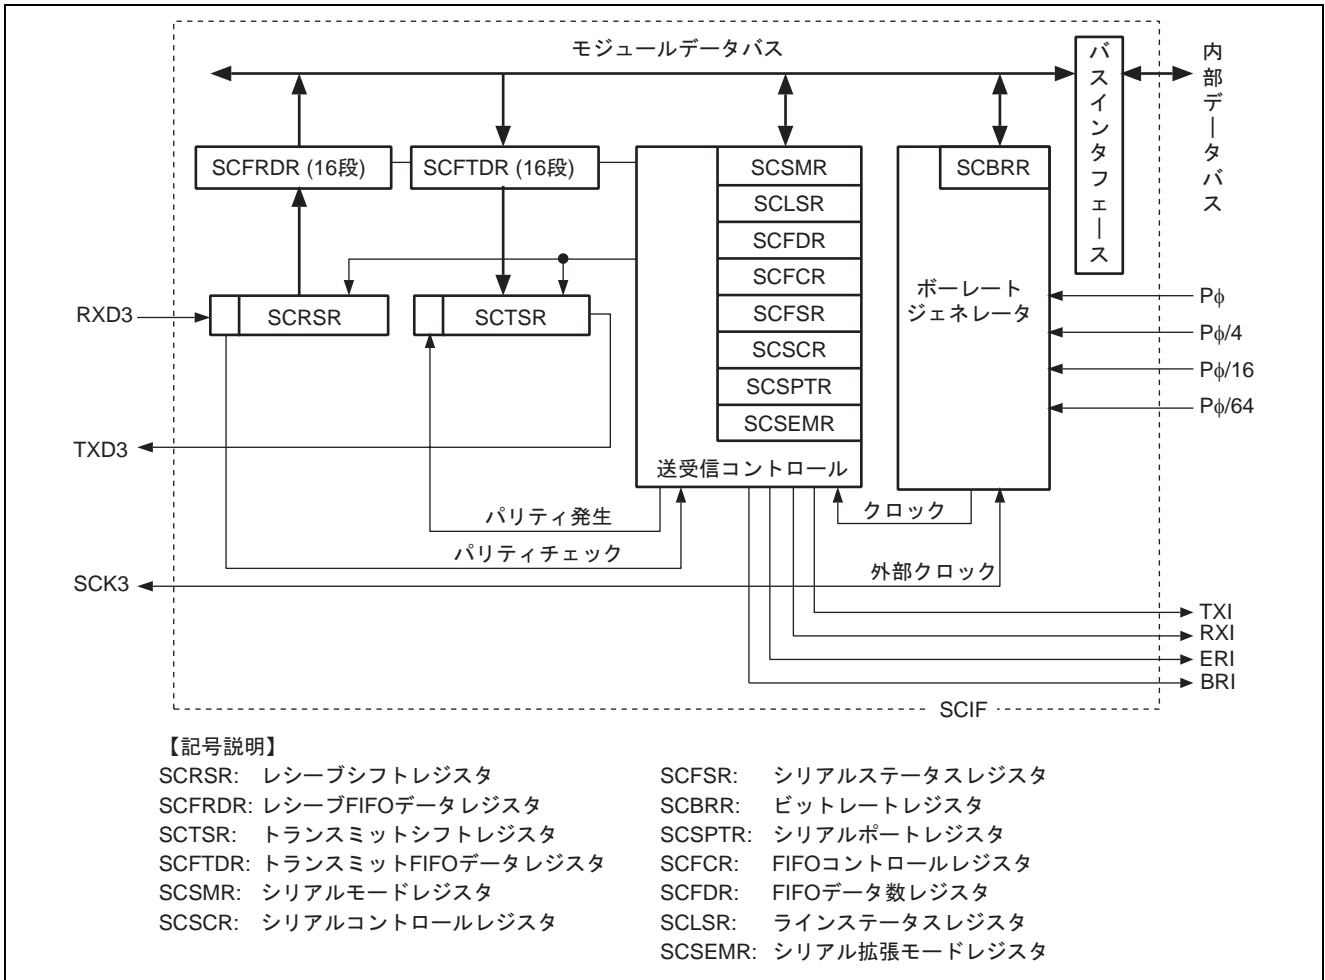 モジュールデータバス
バスインタフェース
内部データバス
SCFRDR (16段)
SCFTDR (16段)
SCSMR
SCBRR
SCLSR
SCFDR
SCFCR
SCFSR
SCSCR
SCSPTR
SCSEMR
送受信コントロール
ボーレート
ジェネレータ
Pφ
Pφ/4
Pφ/16
Pφ/64
RXD3
SCRSR
SCTSR
TXD3
パリティ発生
クロック
パリティチェック
SCK3
外部クロック
TXI
RXI
ERI
BRI
SCIF
【記号説明】
SCRSR: レシーブシフトレジスタ
SCFRDR: レシーブFIFOデータレジスタ
SCTSR: トランスミットシフトレジスタ
SCFTDR: トランスミットFIFOデータレジスタ
SCSMR: シリアルモードレジスタ
SCSCR: シリアルコントロールレジスタ
SCFSR: シリアルステータスレジスタ
SCBRR: ビットレートレジスタ
SCSPTR: シリアルポートレジスタ
SCFCR: FIFOコントロールレジスタ
SCFDR: FIFOデータ数レジスタ
SCLSR: ラインステータスレジスタ
SCSEMR: シリアル拡張モードレジスタ